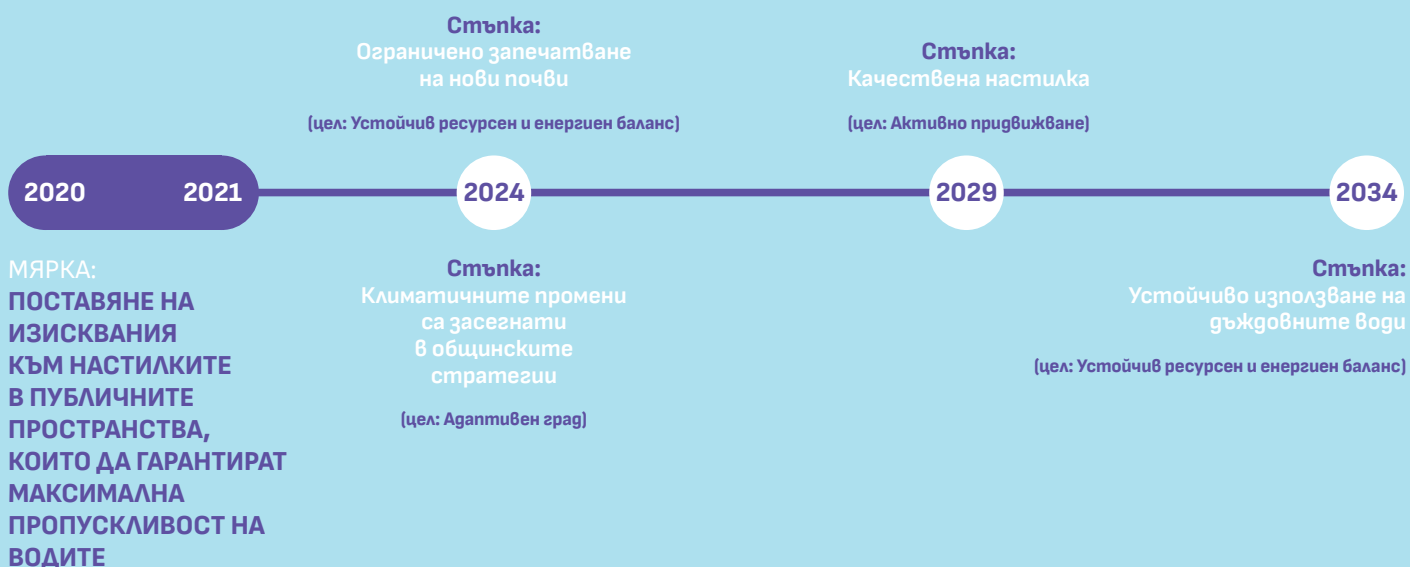 Стъпка:
Ограничено запечатване
на нови почви
(цел: Устойчив ресурсен и енергиен баланс)
Стъпка:
Качествена настилка
(цел: Активно придвижване)
2020 2021 2024 2029 2034
МЯРКА:
ПОСТАВЯНЕ НА
ИЗИСКВАНИЯ
КЪМ НАСТИЛКИТЕ
В ПУБЛИЧНИТЕ
ПРОСТРАНСТВА,
КОИТО ДА ГАРАНТИРАТ
МАКСИМАЛНА
ПРОПУСКЛИВОСТ НА
ВОДИТЕ
Стъпка:
Климатичните промени
са засегнати
в общинските
стратегии
(цел: Адаптивен град)
Стъпка:
Устойчиво използване на
дъждовните води
(цел: Устойчив ресурсен и енергиен баланс)